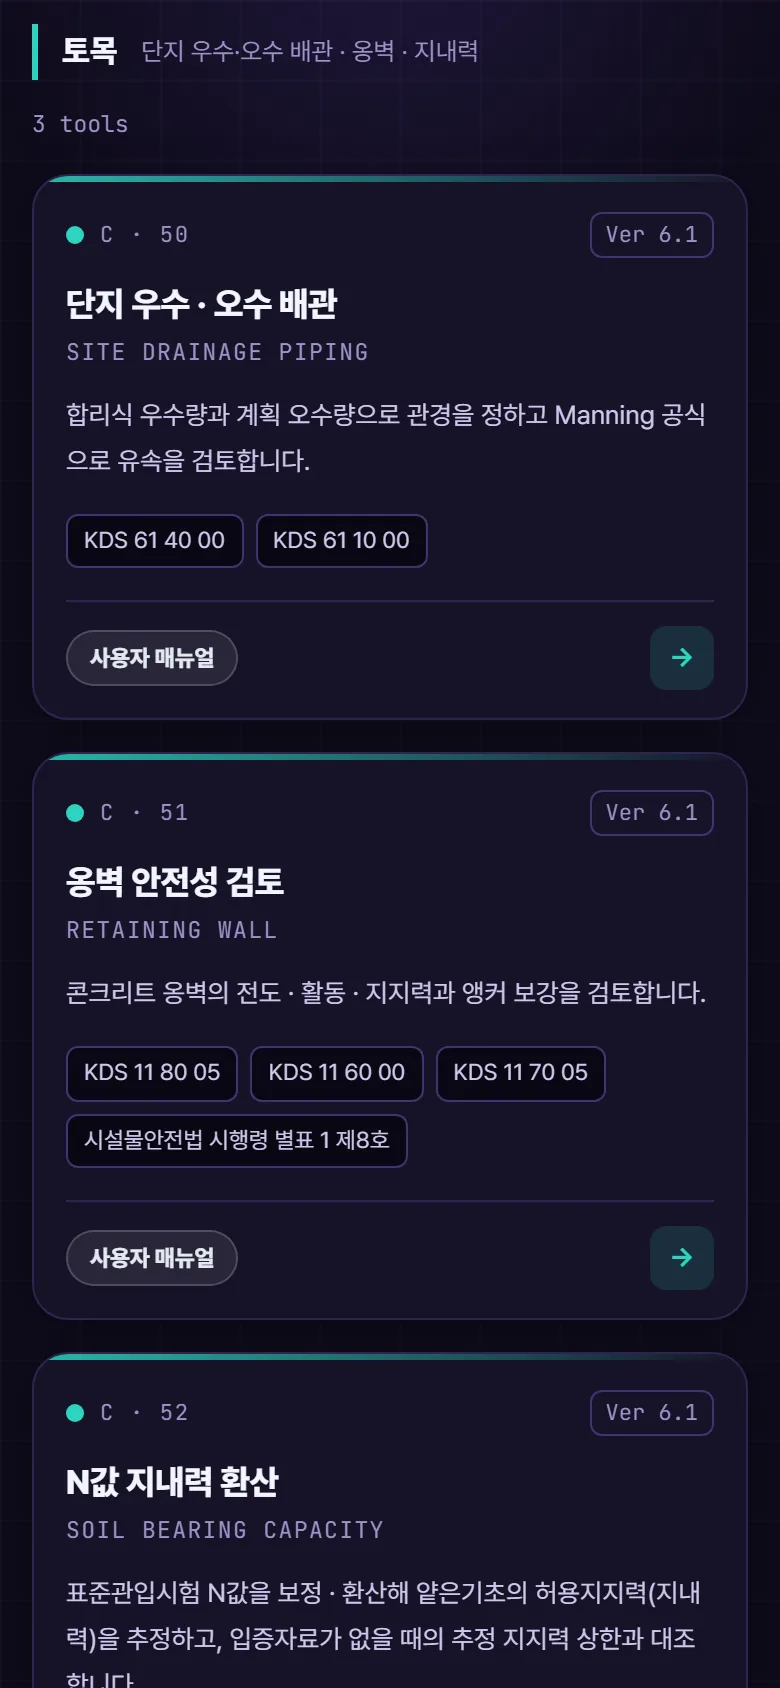 토목 단지 우수·오수 배관 · 옹벽 · 지내력
3 tools
C · 50 Ver 6.1
단지 우수 · 오수 배관
SITE DRAINAGE PIPING
합리식 우수량과 계획 오수량으로 관경을 정하고 Manning 공식
으로 유속을 검토합니다.
KDS 61 40 00 KDS 61 10 00
사용자 매뉴얼 →
C · 51 Ver 6.1
옹벽 안전성 검토
RETAINING WALL
콘크리트 옹벽의 전도 · 활동 · 지지력과 앵커 보강을 검토합니다.
KDS 11 80 05 KDS 11 60 00 KDS 11 70 05
시설물안전법 시행령 별표 1 제8호
사용자 매뉴얼 →
C · 52 Ver 6.1
N값 지내력 환산
SOIL BEARING CAPACITY
표준관입시험 N값을 보정 · 환산해 얕은기초의 허용지지력(지내
력)을 추정하고, 입증자료가 없을 때의 추정 지지력 상한과 대조
합니다